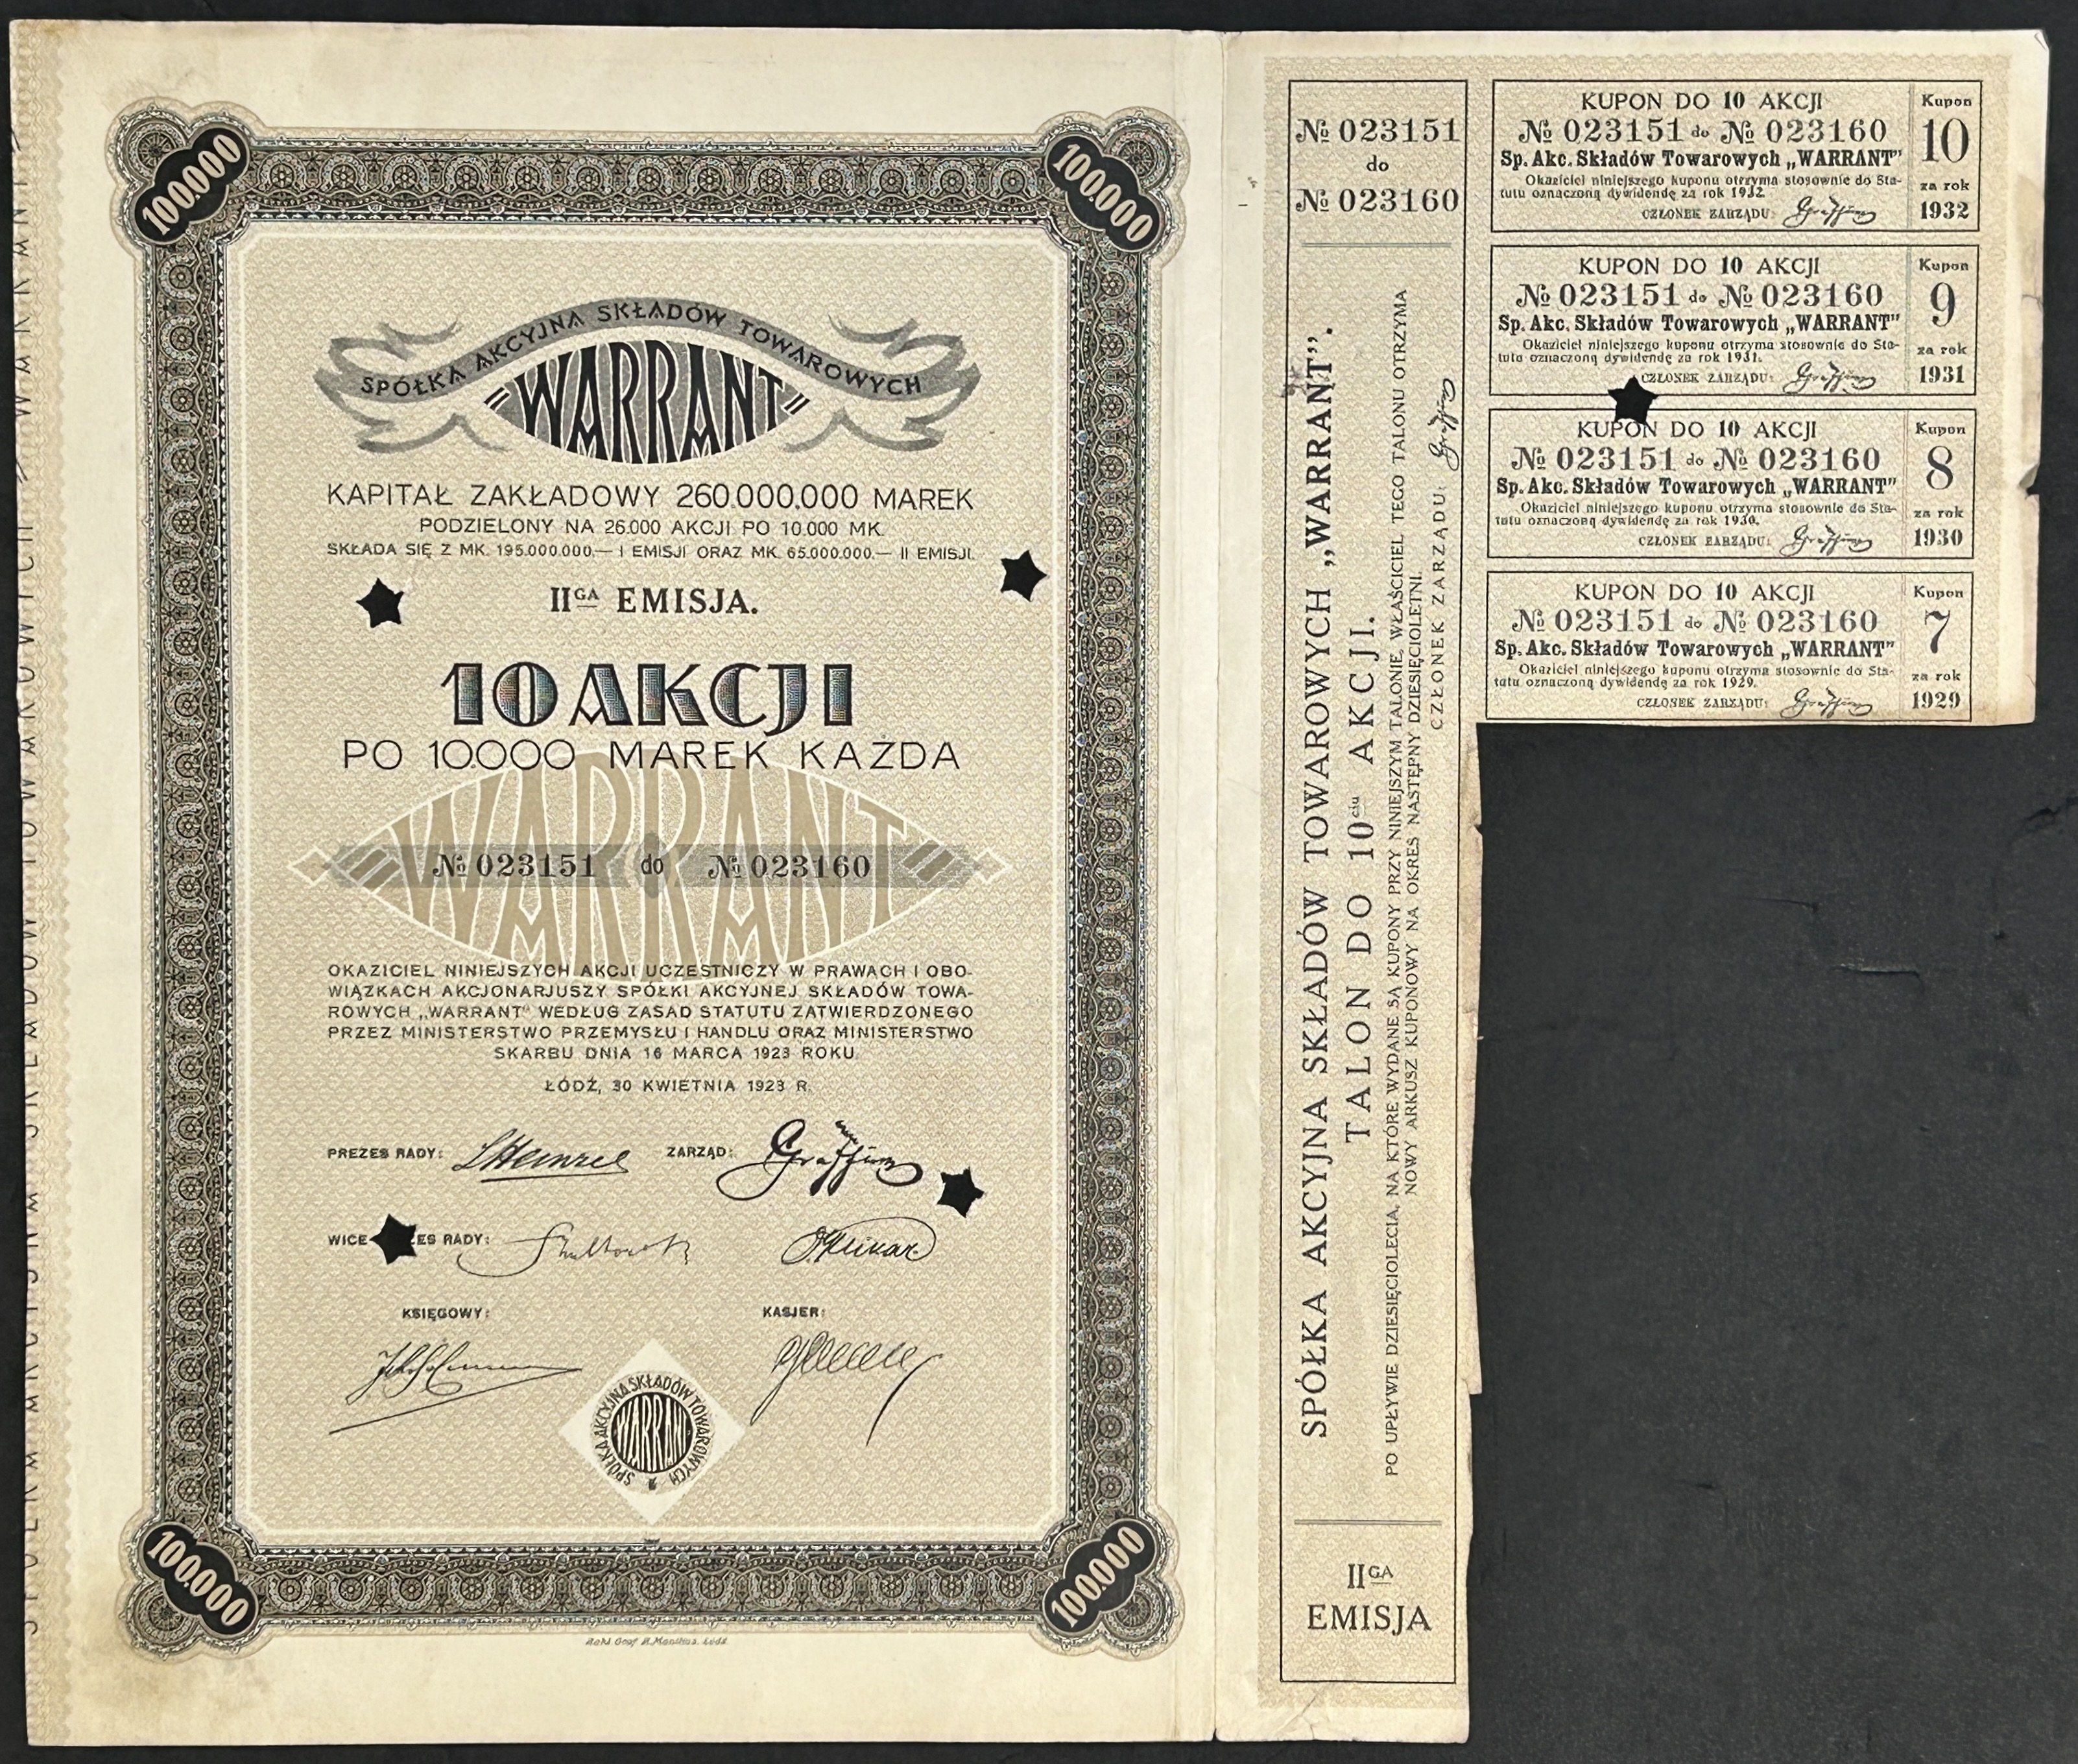 100.000
100.000
SPÓŁKA AKCYJNA SKŁADÓW TOWAROWYCH
„WARRANT”
KAPITAŁ ZAKŁADOWY 260.000.000 MAREK
PODZIELONY NA 26.000 AKCJI PO 10.000 MK.
SKŁADA SIĘ Z MK. 195.000.000.— I EMISJI ORAZ MK. 65.000.000.— II EMISJI.
IIGA EMISJA.
10 AKCJI
PO 10.000 MAREK KAŻDA
WARRANT
№ 023151 do № 023160
OKAZICIEL NINIEJSZYCH AKCJI UCZESTNICZY W PRAWACH I OBO-
WIĄZKACH AKCJONARJUSZY SPÓŁKI AKCYJNEJ SKŁADÓW TOWA-
ROWYCH „WARRANT” WEDŁUG ZASAD STATUTU ZATWIERDZONEGO
PRZEZ MINISTERSTWO PRZEMYSŁU I HANDLU ORAZ MINISTERSTWO
SKARBU DNIA 16 MARCA 1923 ROKU.
ŁÓDŹ, 30 KWIETNIA 1923 R.
PREZES RADY: ZARZĄD:
WICE ES RADY:
KSIĘGOWY: KASJER:
SPÓŁKA AKCYJNA SKŁADÓW TOWAROWYCH
WARRANT
100.000
100.000
SPÓŁKA AKCYJNA SKŁADÓW TOWAROWYCH „WARRANT”
№ 023151
do
№ 023160
SPÓŁKA AKCYJNA SKŁADÓW TOWAROWYCH „WARRANT”.
TALON DO 10ciu AKCJI.
PO UPŁYWIE DZIESIĘCIOLECIA, NA KTÓRE WYDANE SĄ KUPONY PRZY NINIEJSZYM TALONIE, WŁAŚCICIEL TEGO TALONU OTRZYMA
NOWY ARKUSZ KUPONOWY NA OKRES NASTĘPNY DZIESIĘCIOLETNI.
CZŁONEK ZARZĄDU:
IIGA
EMISJA
KUPON DO 10 AKCJI
№ 023151 do № 023160
Sp. Akc. Składów Towarowych „WARRANT”
Okaziciel niniejszego kuponu otrzyma stosownie do Sta-
tutu oznaczoną dywidendę za rok 1932.
CZŁONEK ZARZĄDU:
Kupon
10
za rok
1932
KUPON DO 10 AKCJI
№ 023151 do № 023160
Sp. Akc. Składów Towarowych „WARRANT”
Okaziciel niniejszego kuponu otrzyma stosownie do Sta-
tutu oznaczoną dywidendę za rok 1931.
CZŁONEK ZARZĄDU:
Kupon
9
za rok
1931
KUPON DO 10 AKCJI
№ 023151 do № 023160
Sp. Akc. Składów Towarowych „WARRANT”
Okaziciel niniejszego kuponu otrzyma stosownie do Sta-
tutu oznaczoną dywidendę za rok 1930.
CZŁONEK ZARZĄDU:
Kupon
8
za rok
1930
KUPON DO 10 AKCJI
№ 023151 do № 023160
Sp. Akc. Składów Towarowych „WARRANT”
Okaziciel niniejszego kuponu otrzyma stosownie do Sta-
tutu oznaczoną dywidendę za rok 1929.
CZŁONEK ZARZĄDU:
Kupon
7
za rok
1929